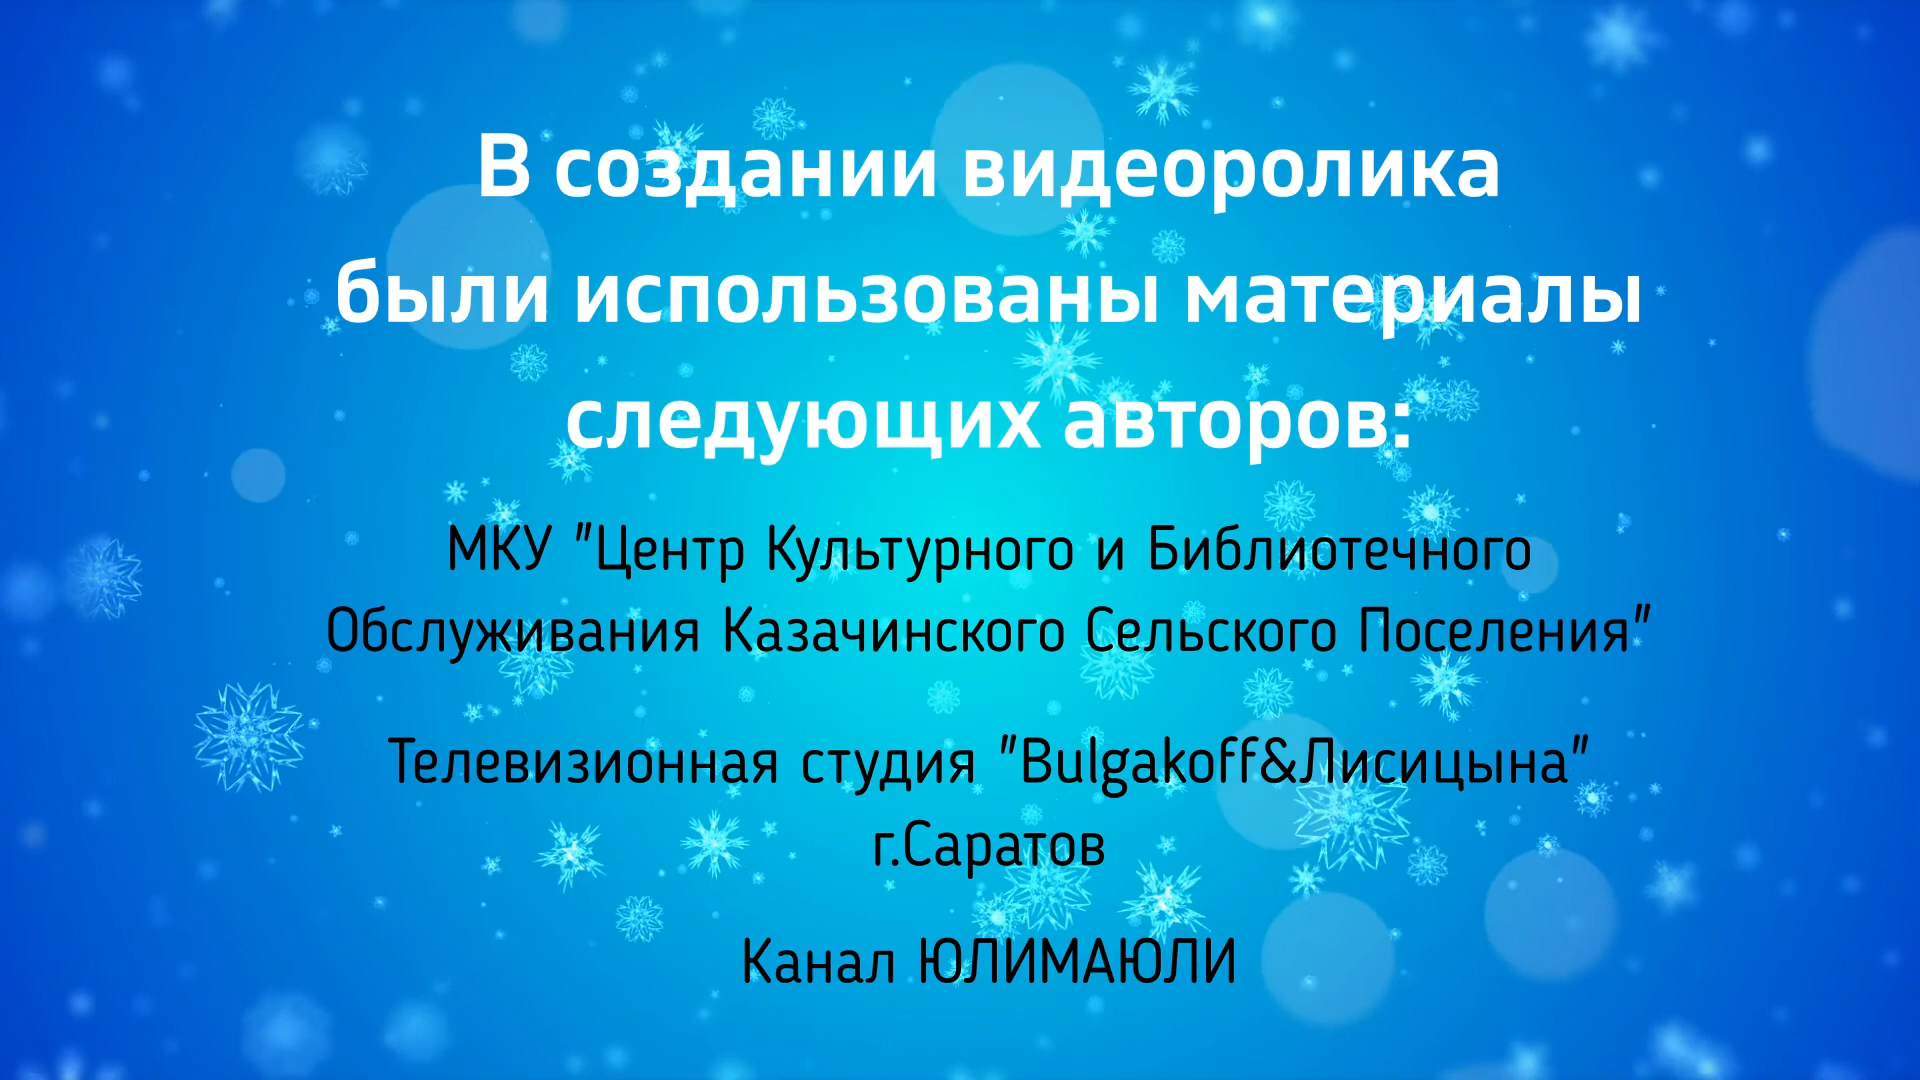 В создании видеоролика
были использованы материалы
следующих авторов:
МКУ "Центр Культурного и Библиотечного
Обслуживания Казачинского Сельского Поселения"
Телевизионная студия "Bulgakoff&Лисицына"
г.Саратов
Канал ЮЛИМАЮЛИ